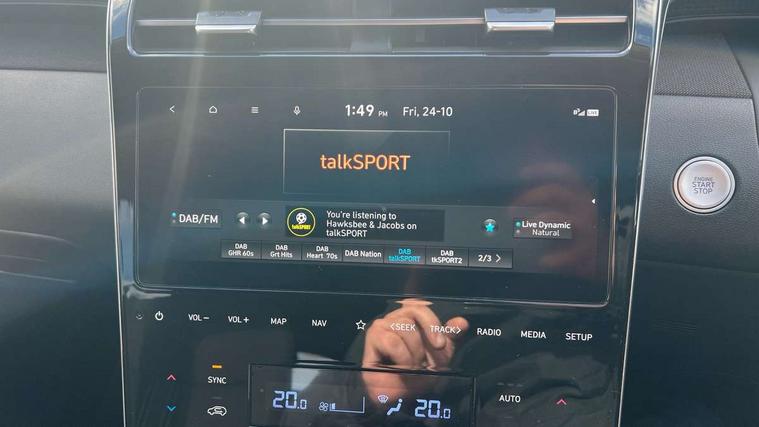 1:49 PM Fri, 24-10 LIVE
talkSPORT
DAB/FM
talkSPORT
You're listening to
Hawksbee & Jacobs on
talkSPORT
Live Dynamic
Natural
DAB GHR 60s
DAB Grt Hits
DAB Heart 70s
DAB Nation
DAB talkSPORT
DAB tkSPORT2
2/3 >
ENGINE
START
STOP
VOL− VOL+ MAP NAV <SEEK TRACK> RADIO MEDIA SETUP
SYNC
20.0
20.0
AUTO